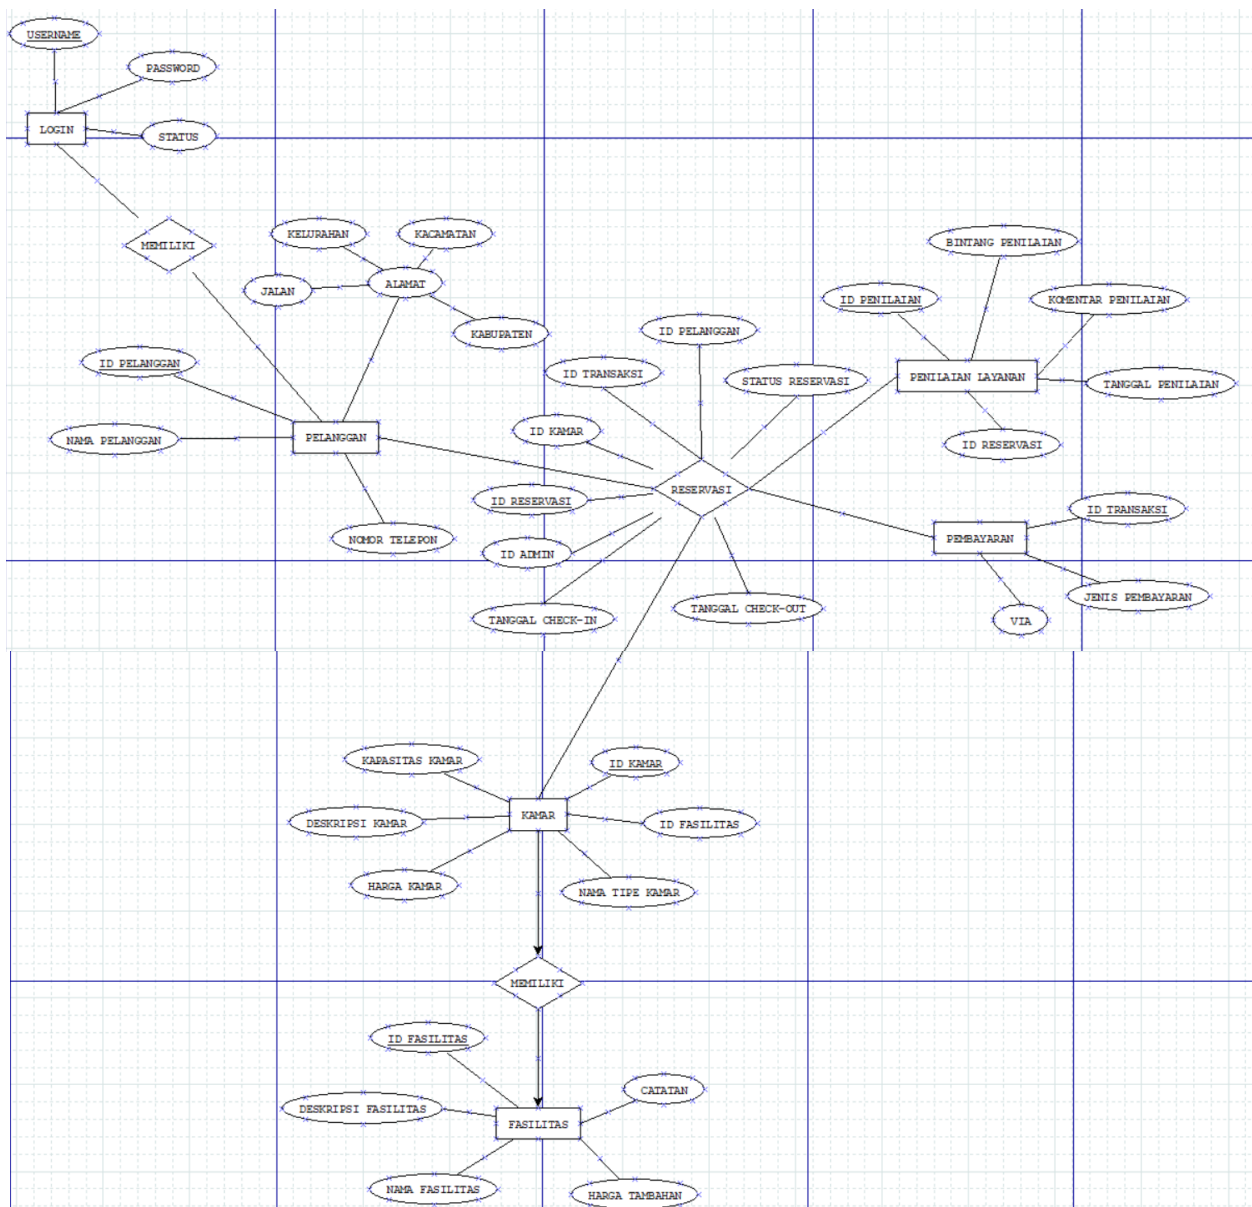 USERNAME
PASSWORD
LOGIN
STATUS
MEMILIKI
KELURAHAN
KACAMATAN
JALAN
ALAMAT
KABUPATEN
ID PELANGGAN
NAMA PELANGGAN
PELANGGAN
NOMOR TELEPON
BINTANG PENILAIAN
ID PENILAIAN
KOMENTAR PENILAIAN
ID PELANGGAN
ID TRANSAKSI
STATUS RESERVASI
PENILAIAN LAYANAN
TANGGAL PENILAIAN
ID KAMAR
ID RESERVASI
RESERVASI
ID RESERVASI
ID TRANSAKSI
ID ADMIN
PEMBAYARAN
TANGGAL CHECK-IN
TANGGAL CHECK-OUT
JENIS PEMBAYARAN
VIA
KAPASITAS KAMAR
ID KAMAR
DESKRIPSI KAMAR
KAMAR
ID FASILITAS
HARGA KAMAR
NAMA TIPE KAMAR
MEMILIKI
ID FASILITAS
CATATAN
DESKRIPSI FASILITAS
FASILITAS
NAMA FASILITAS
HARGA TAMBAHAN